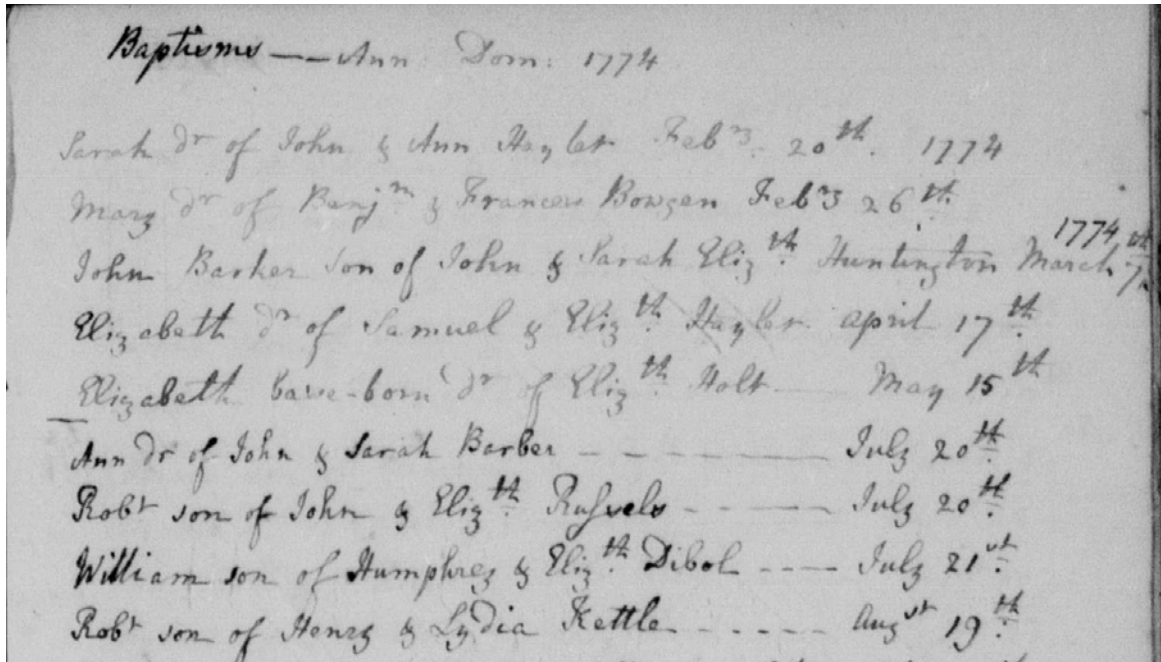 Baptisms — Ann: Dom: 1774
Sarah dr of John & Ann Hayler Feby. 20th. 1774
Mary dr of Benjn & Frances Bowgen Feby 26th.
1774
John Barker son of John & Sarah Elizth. Huntington March 7th
Elizabeth dr of Samuel & Elizth. Hayler april 17th.
Elizabeth base-born dr of Elizth. Holt — May 15th
Ann dr of John & Sarah Barber - - - - — July 20th.
Robt son of John & Elizth. Russels - - - — July 20th.
William son of Humphrey & Elizth. Dibol - - - - July 21st.
Robt son of Henry & Lydia Kettle - - - - - Augst 19th.